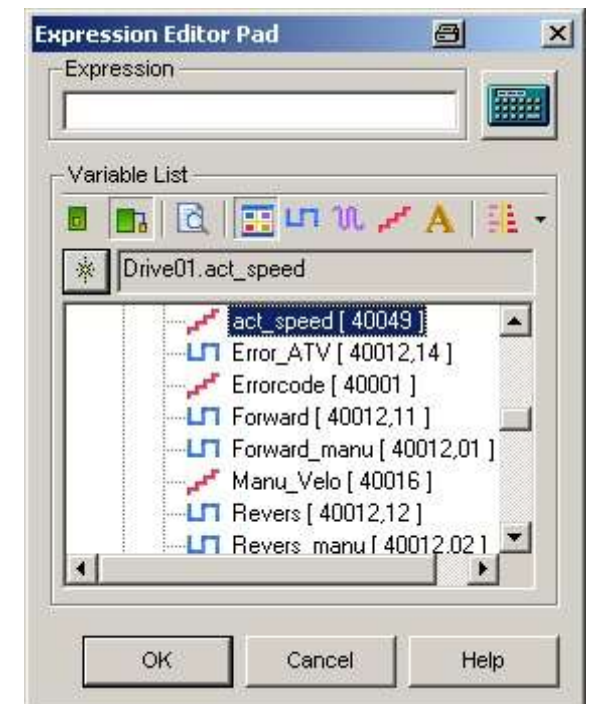 Expression Editor Pad
Expression
Variable List
A
Drive01.act_speed
act_speed [ 40049 ]
Error_ATV [ 40012,14 ]
Errorcode [ 40001 ]
Forward [ 40012,11 ]
Forward_manu [ 40012,01 ]
Manu_Velo [ 40016 ]
Revers [ 40012,12 ]
Revers_manu [ 40012,02 ]
OK Cancel Help